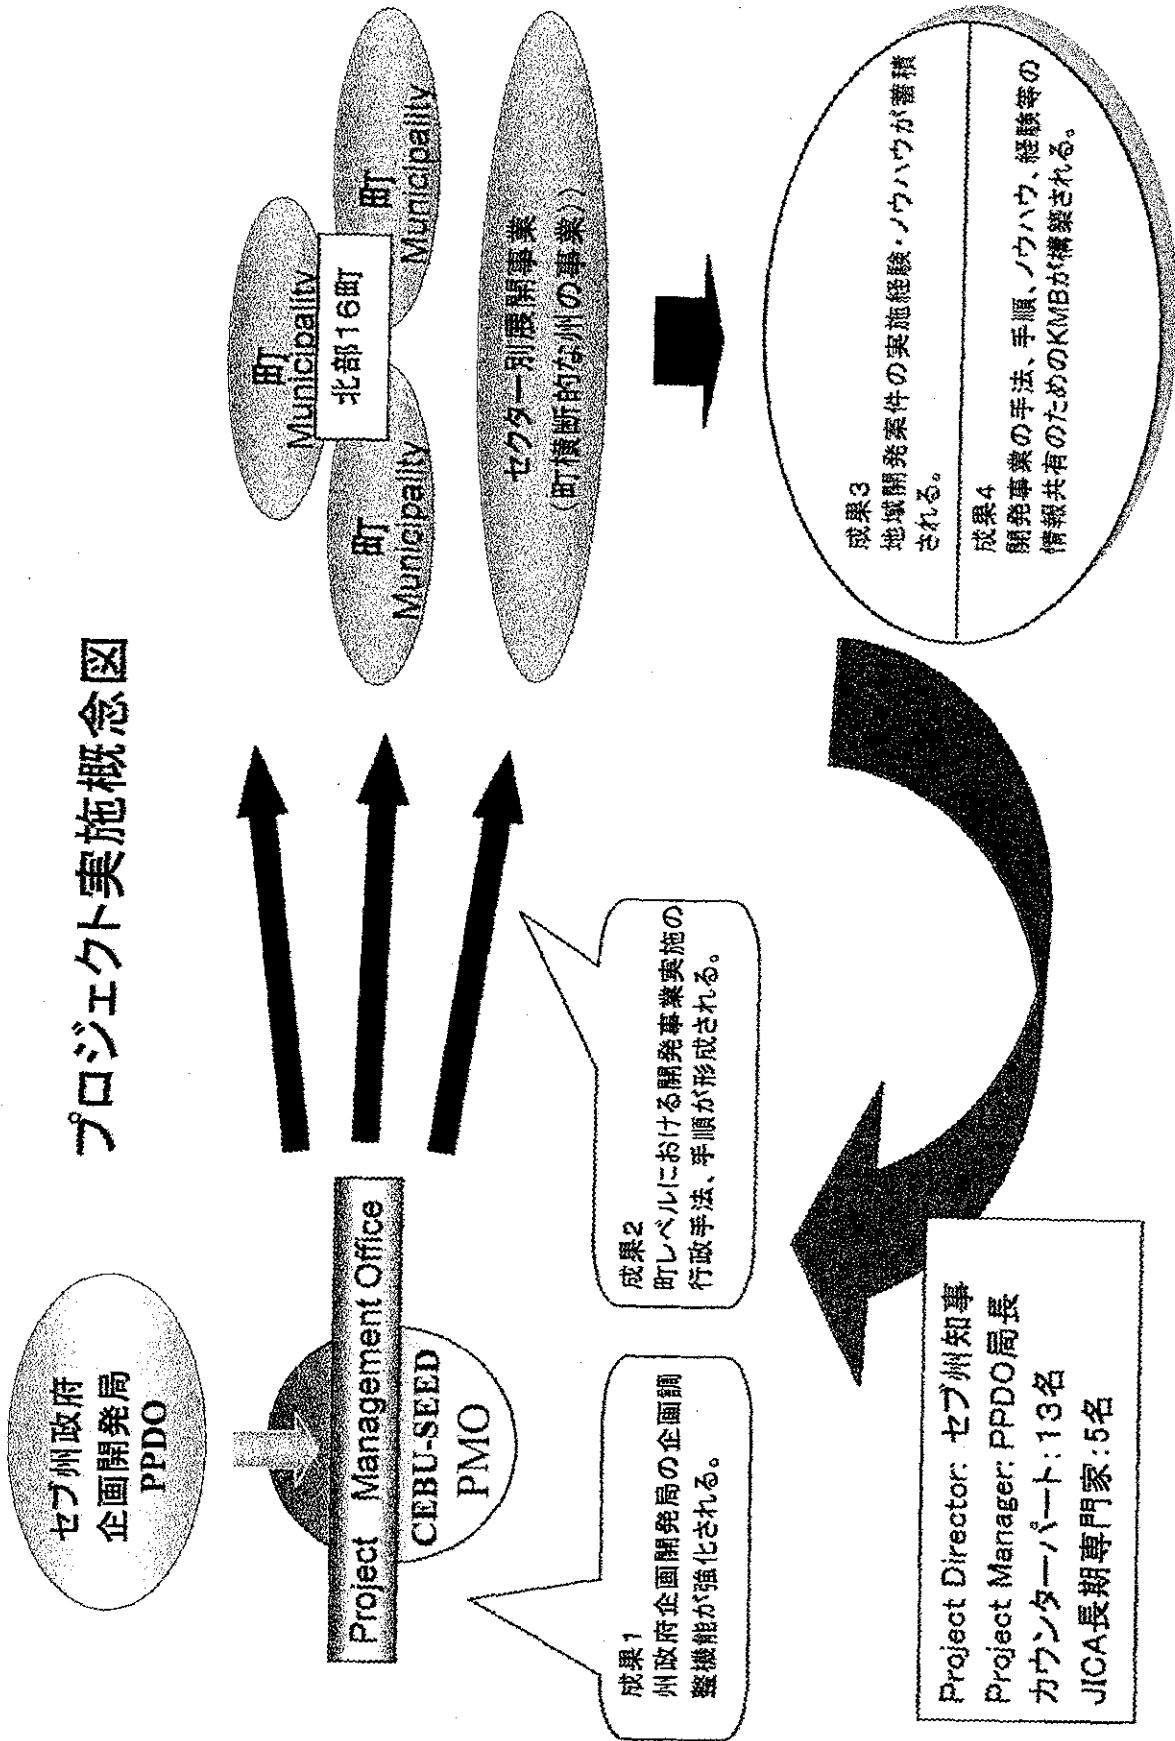 プロジェクト実施概念図
セブ州政府
企画開発局
PPDO
Project Management Office
CEBU-SEED
PMO
町
Municipality
町
Municipality
町
Municipality
北部16町
セクター別展開事業
(町横断的な州の事業))
成果1
州政府企画開発局の企画調
整機能が強化される。
成果2
町レベルにおける開発事業実施の
行政手法、手順が形成される。
成果3
地域開発案件の実施経験・ノウハウが蓄積
される。
成果4
開発事業の手法、手順、ノウハウ、経験等の
情報共有のためのKMBが構築される。
Project Director: セブ州知事
Project Manager: PPDO局長
カウンターパート:13名
JICA長期専門家:5名